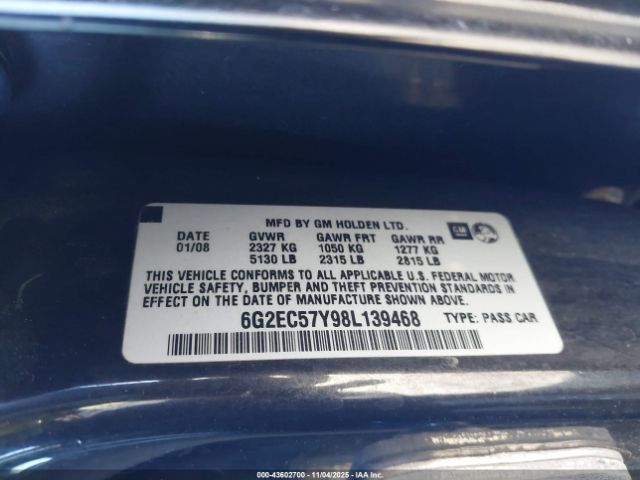 MFD BY GM HOLDEN LTD.
DATE GVWR GAWR FRT GAWR RR GM
01/08 2327 KG 1050 KG 1277 KG
5130 LB 2315 LB 2815 LB
THIS VEHICLE CONFORMS TO ALL APPLICABLE U.S. FEDERAL MOTOR
VEHICLE SAFETY, BUMPER AND THEFT PREVENTION STANDARDS IN
EFFECT ON THE DATE OF MANUFACTURE SHOWN ABOVE.
6G2EC57Y98L139468 TYPE: PASS CAR
000-43602700 - 11/04/2025 - IAAI.COM